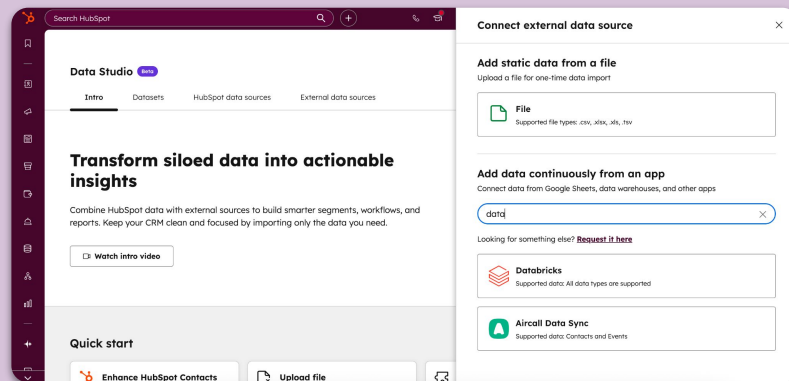 Search HubSpot
Data Studio Beta
Intro Datasets HubSpot data sources External data sources
Transform siloed data into actionable
insights
Combine HubSpot data with external sources to build smarter segments, workflows, and
reports. Keep your CRM clean and focused by importing only the data you need.
Watch intro video
Quick start
Enhance HubSpot Contacts
Upload file
Connect external data source
Add static data from a file
Upload a file for one-time data import
File
Supported file types: .csv, .xlsx, .xls, .tsv
Add data continuously from an app
Connect data from Google Sheets, data warehouses, and other apps
data
Looking for something else? Request it here
Databricks
Supported data: All data types are supported
Aircall Data Sync
Supported data: Contacts and Events